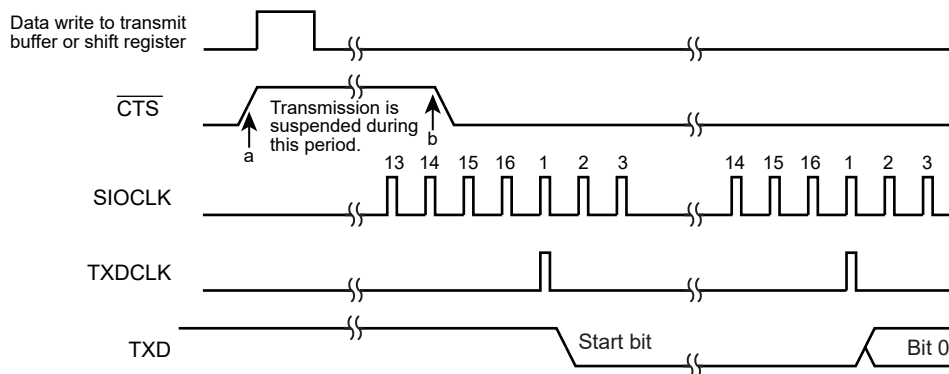 Data write to transmit
buffer or shift register
CTS
Transmission is
suspended during
this period.
a
b
13 14 15 16 1 2 3 14 15 16 1 2 3
SIOCLK
TXDCLK
TXD
Start bit
Bit 0